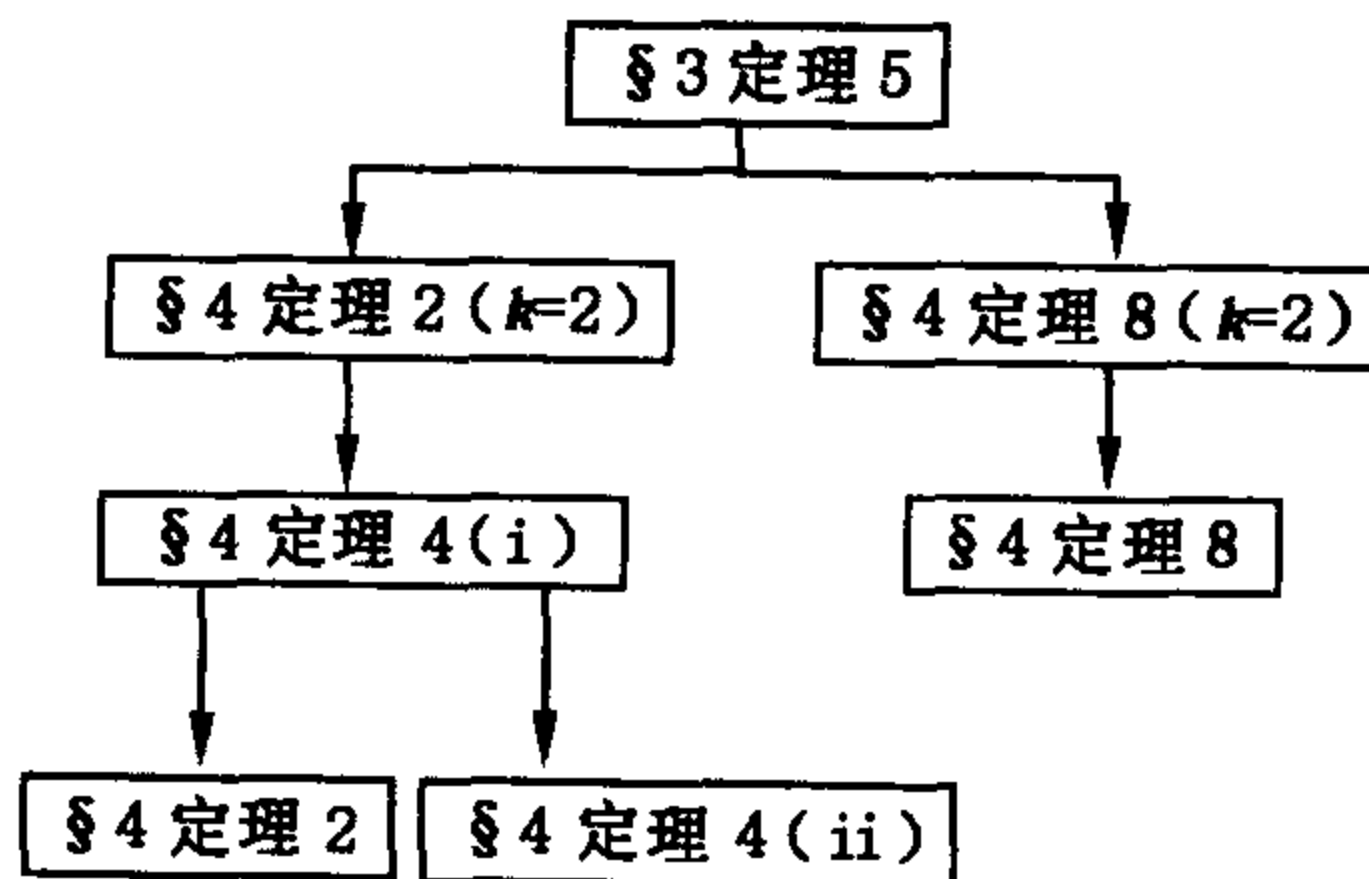 §3 定理 5
§4 定理 2(k=2)
§4 定理 8(k=2)
§4 定理 4(i)
§4 定理 8
§4 定理 2
§4 定理 4(ii)